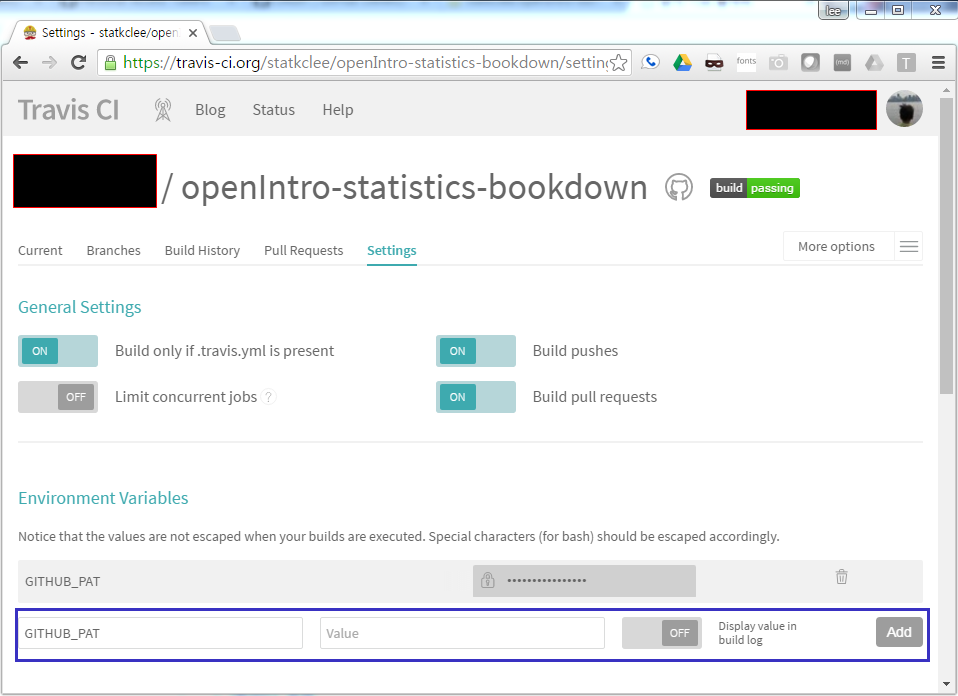 lee
Settings - statkclee/open
https://travis-ci.org/statkclee/openIntro-statistics-bookdown/settin
fonts
(md)
T
Travis CI Blog Status Help
/ openIntro-statistics-bookdown build passing
Current Branches Build History Pull Requests Settings More options
General Settings
ON Build only if .travis.yml is present ON Build pushes
OFF Limit concurrent jobs ? ON Build pull requests
Environment Variables
Notice that the values are not escaped when your builds are executed. Special characters (for bash) should be escaped accordingly.
GITHUB_PAT ••••••••••••••••
GITHUB_PAT Value OFF Display value in
build log
Add